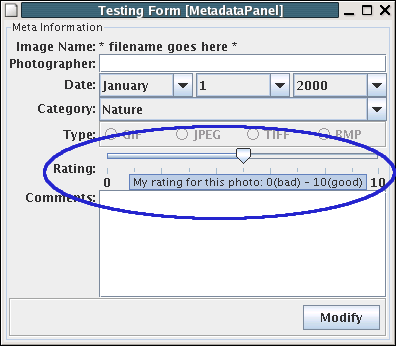 Testing Form [MetadataPanel]
Meta Information
Image Name: * filename goes here *
Photographer:
Date: January 1 2000
Category: Nature
Type: GIF JPEG TIFF BMP
Rating:
0 10
My rating for this photo: 0(bad) - 10(good)
Comments:
Modify